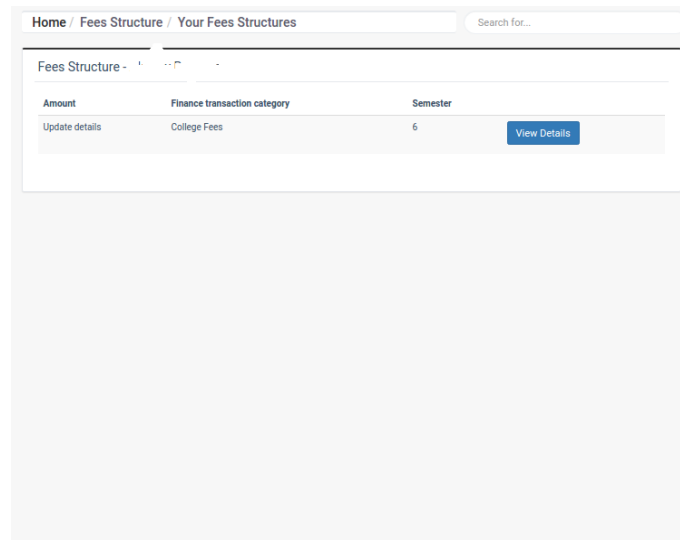 Home / Fees Structure / Your Fees Structures
Search for...
Fees Structure -
Amount Finance transaction category Semester
Update details College Fees 6 View Details